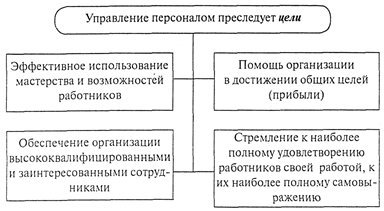 Управление персоналом преследует цели
Эффективное использование
мастерства и возможностей
работников
Помощь организации
в достижении общих целей
(прибыли)
Обеспечение организации
высококвалифицированными
и заинтересованными сотруд-
никами
Стремление к наиболее
полному удовлетворению
работников своей работой, к
их наиболее полному самовы-
ражению